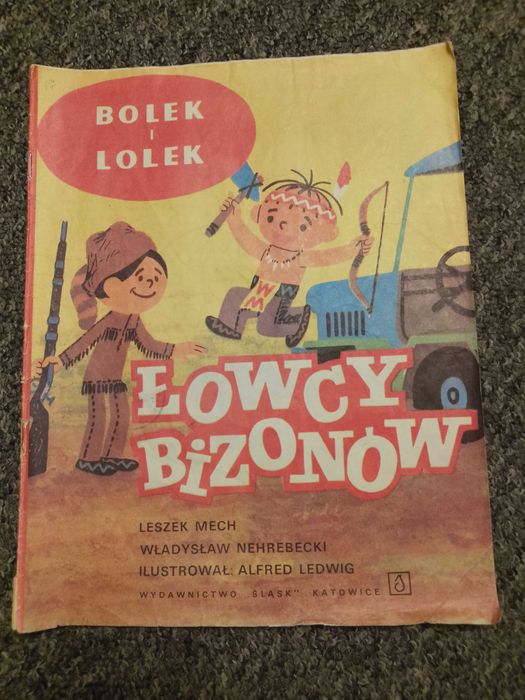 BOLEK
I
LOLEK
ŁOWCY
BiZONÓW
LESZEK MECH
WŁADYSŁAW NEHREBECKI
ILUSTROWAŁ: ALFRED LEDWIG
WYDAWNICTWO „ŚLĄSK" KATOWICE